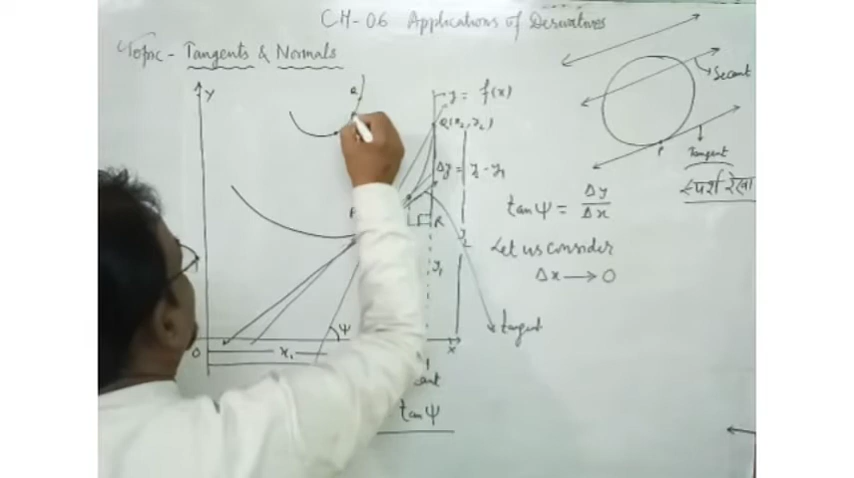 CH-06 Applications of Derivatives
Topic - Tangents & Normals
Y
Q
y = f(x)
Q(x₂, y₂)
Δy = y₂ - y₁
P
R
y₂
y₁
ψ
O
x₁
X
tan ψ
tangent
tan ψ = Δy/Δx
Let us consider
Δx → 0
Secant
P
Tangent
स्पर्श रेखा